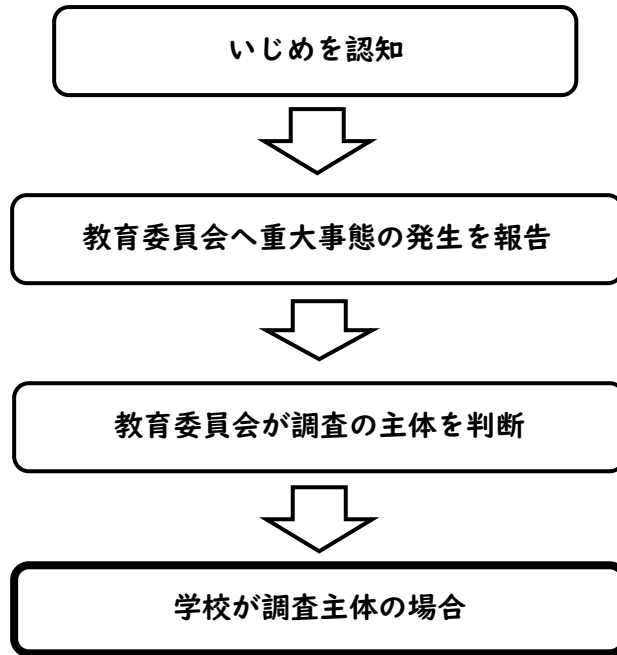 いじめを認知
教育委員会へ重大事態の発生を報告
教育委員会が調査の主体を判断
学校が調査主体の場合